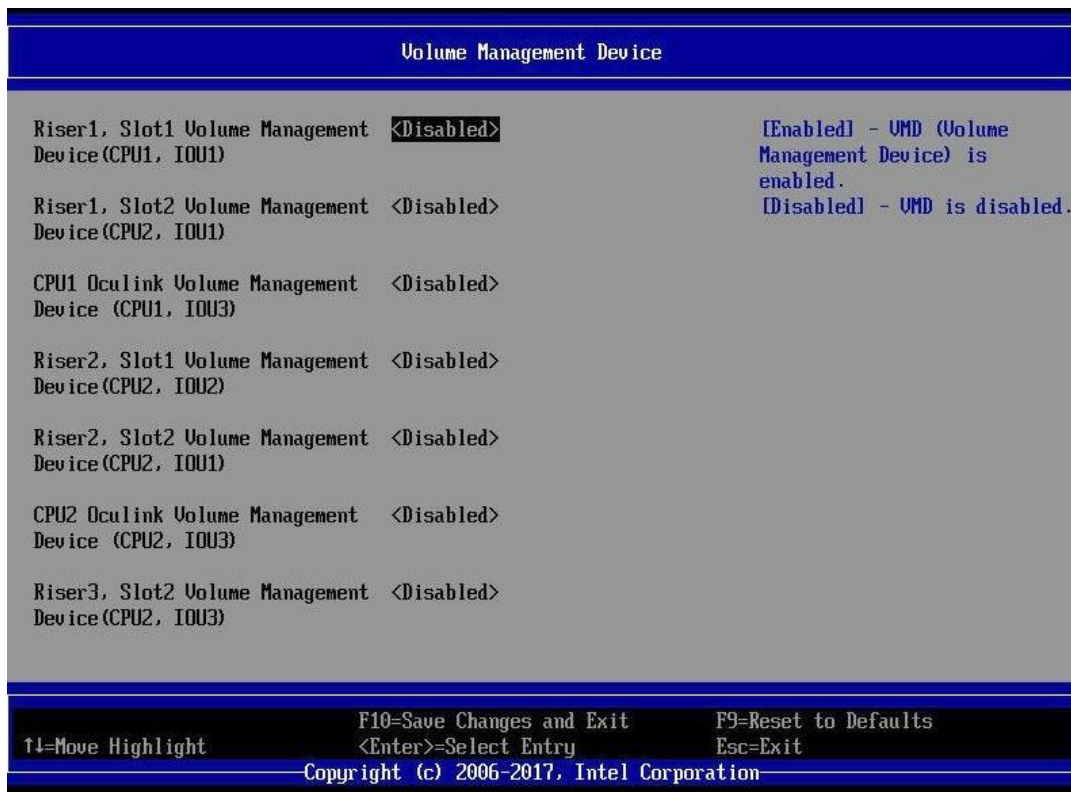 Volume Management Device
Riser1, Slot1 Volume Management <Disabled>
Device(CPU1, IOU1)
Riser1, Slot2 Volume Management <Disabled>
Device(CPU2, IOU1)
CPU1 Oculink Volume Management <Disabled>
Device (CPU1, IOU3)
Riser2, Slot1 Volume Management <Disabled>
Device(CPU2, IOU2)
Riser2, Slot2 Volume Management <Disabled>
Device(CPU2, IOU1)
CPU2 Oculink Volume Management <Disabled>
Device (CPU2, IOU3)
Riser3, Slot2 Volume Management <Disabled>
Device(CPU2, IOU3)
[Enabled] - VMD (Volume
Management Device) is
enabled.
[Disabled] - VMD is disabled.
F10=Save Changes and Exit F9=Reset to Defaults
↑↓=Move Highlight <Enter>=Select Entry Esc=Exit
Copyright (c) 2006-2017, Intel Corporation